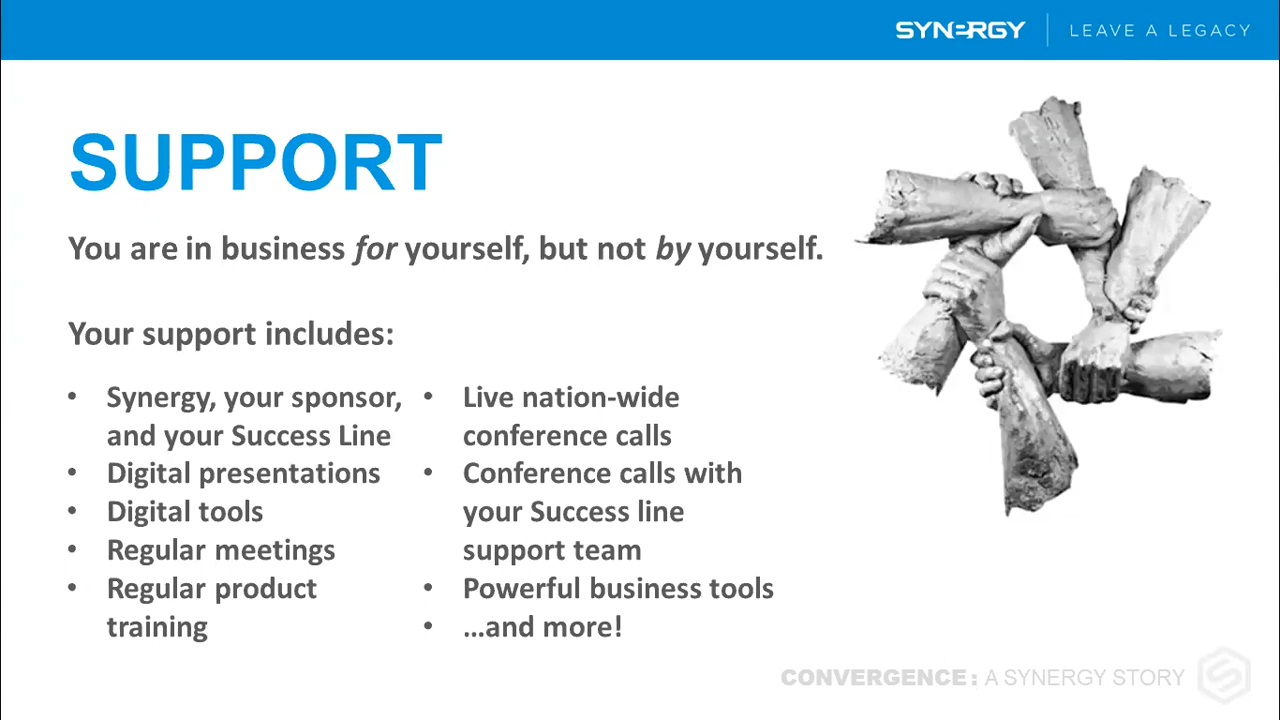 SYNERGY | LEAVE A LEGACY
SUPPORT
You are in business for yourself, but not by yourself.
Your support includes:
• Synergy, your sponsor,
and your Success Line
• Digital presentations
• Digital tools
• Regular meetings
• Regular product
training
• Live nation-wide
conference calls
• Conference calls with
your Success line
support team
• Powerful business tools
• ...and more!
CONVERGENCE: A SYNERGY STORY